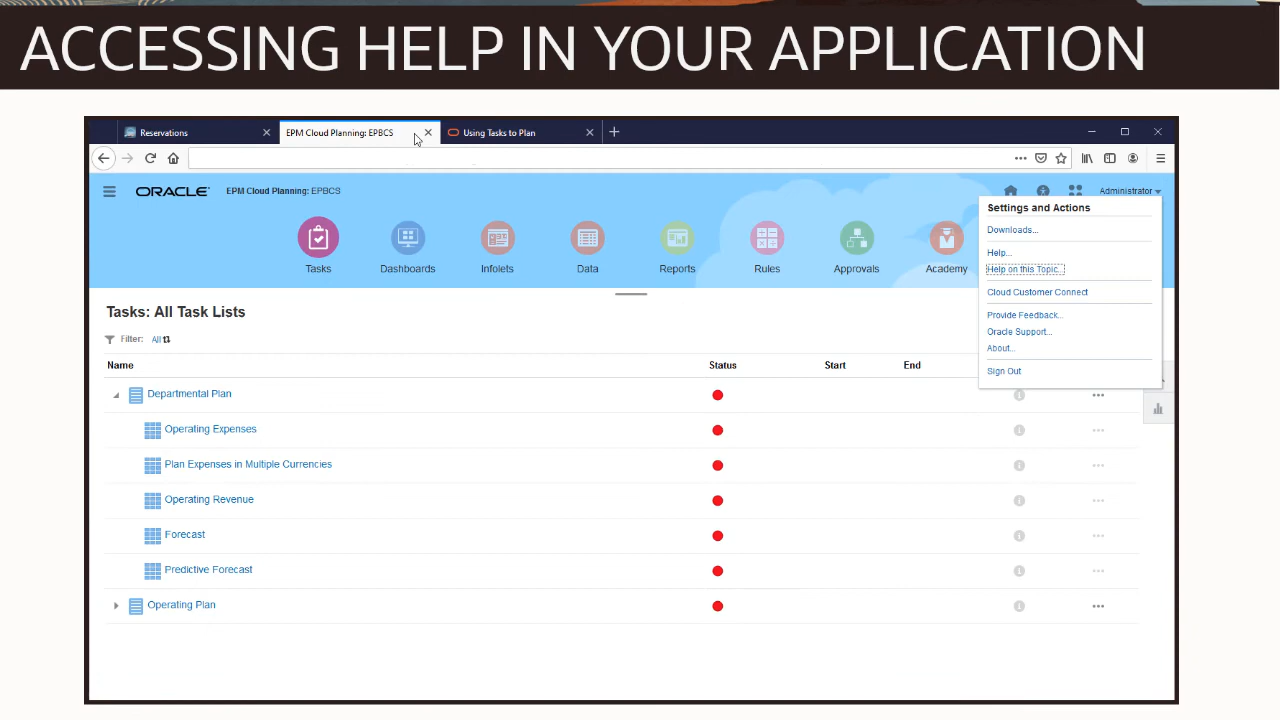 ACCESSING HELP IN YOUR APPLICATION
Reservations
EPM Cloud Planning: EPBCS
Using Tasks to Plan
ORACLE
EPM Cloud Planning: EPBCS
Administrator
Tasks
Dashboards
Infolets
Data
Reports
Rules
Approvals
Academy
Settings and Actions
Downloads...
Help...
Help on this Topic...
Cloud Customer Connect
Provide Feedback...
Oracle Support...
About...
Sign Out
Tasks: All Task Lists
Filter: All
Name Status Start End
Departmental Plan
Operating Expenses
Plan Expenses in Multiple Currencies
Operating Revenue
Forecast
Predictive Forecast
Operating Plan